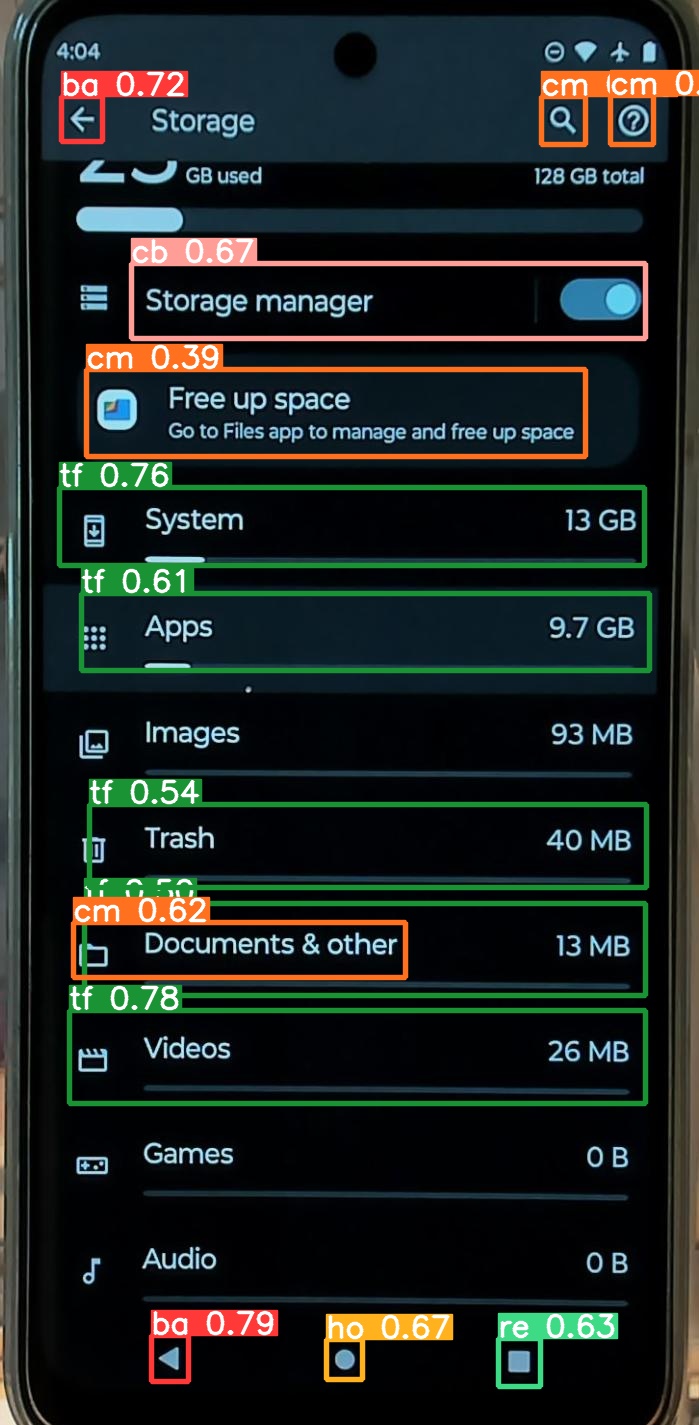 4:04
ba 0.72
cm
cm 0.
Storage
GB used
128 GB total
cb 0.67
Storage manager
cm 0.39
Free up space
Go to Files app to manage and free up space
tf 0.76
System
13 GB
tf 0.61
Apps
9.7 GB
Images
93 MB
tf 0.54
Trash
40 MB
tf 0.50
cm 0.62
Documents & other
13 MB
tf 0.78
Videos
26 MB
Games
0 B
Audio
0 B
ba 0.79
ho 0.67
re 0.63